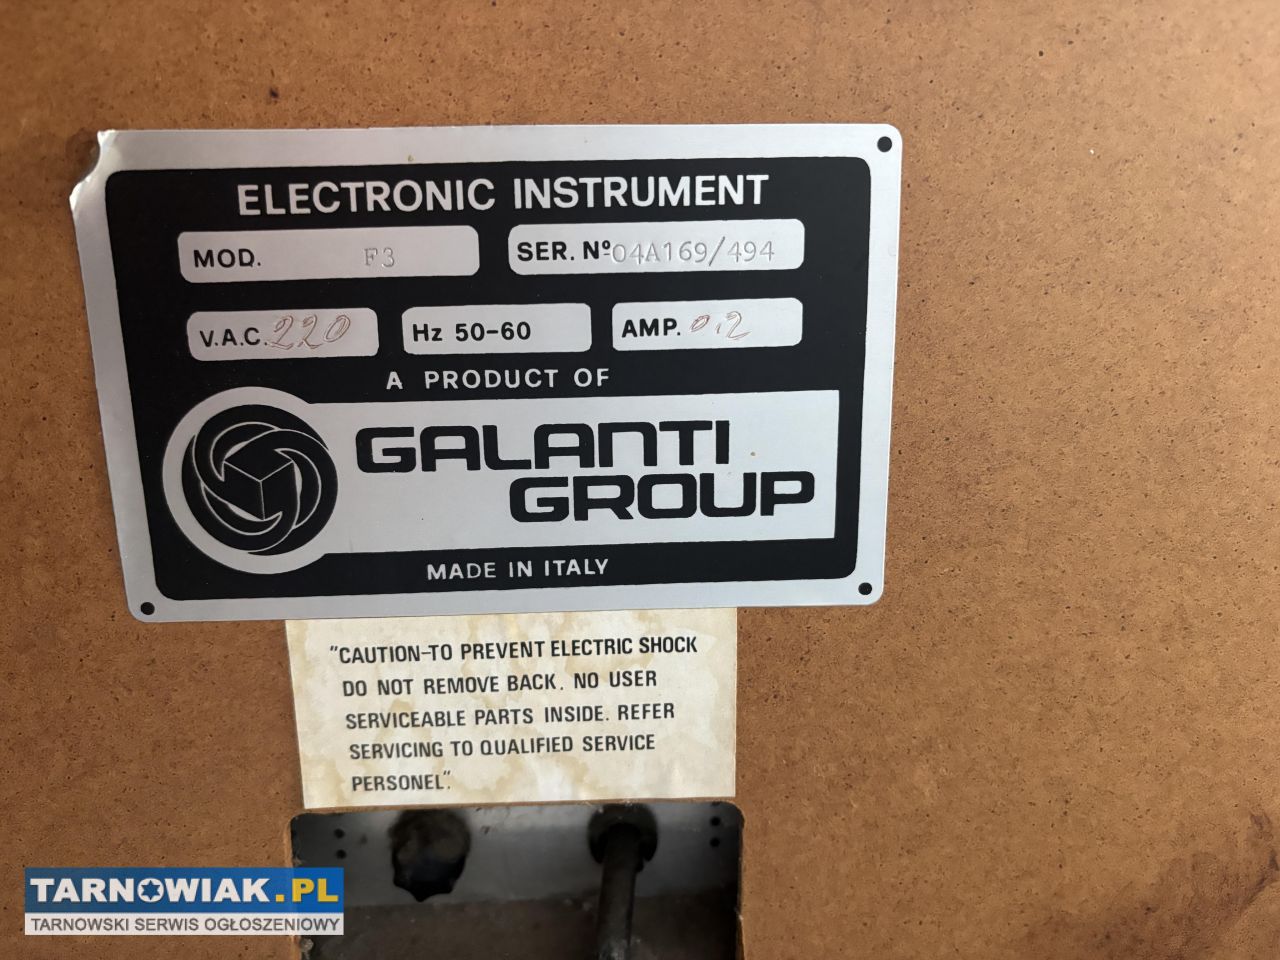 ELECTRONIC INSTRUMENT
MOD. F3 SER. Nº 04A169/494
V.A.C. 220 Hz 50-60 AMP. 0.2
A PRODUCT OF
GALANTI
GROUP
MADE IN ITALY
"CAUTION-TO PREVENT ELECTRIC SHOCK
DO NOT REMOVE BACK. NO USER
SERVICEABLE PARTS INSIDE. REFER
SERVICING TO QUALIFIED SERVICE
PERSONEL".
TARNOWIAK.PL
TARNOWSKI SERWIS OGŁOSZENIOWY